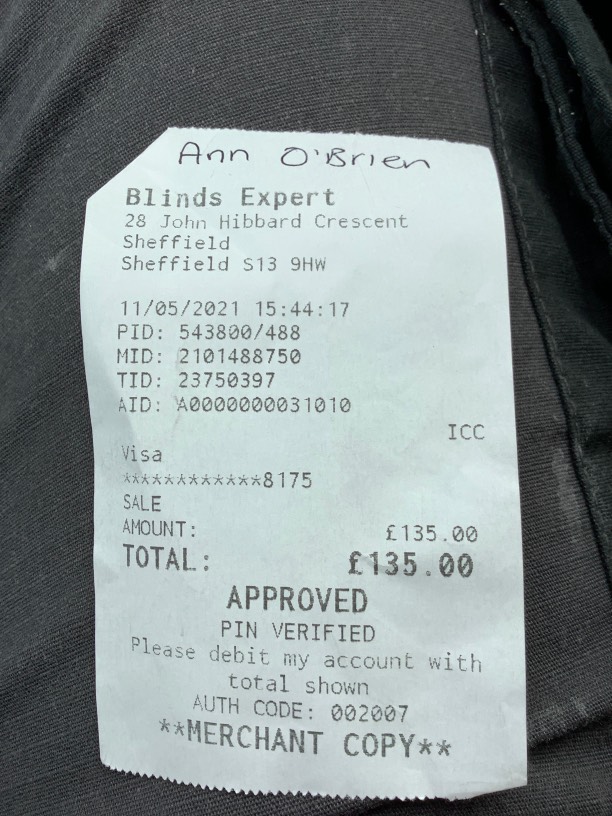 Ann O'Brien
Blinds Expert
28 John Hibbard Crescent
Sheffield
Sheffield S13 9HW
11/05/2021 15:44:17
PID: 543800/488
MID: 2101488750
TID: 23750397
AID: A0000000031010
ICC
Visa
************8175
SALE
AMOUNT: £135.00
TOTAL: £135.00
APPROVED
PIN VERIFIED
Please debit my account with
total shown
AUTH CODE: 002007
**MERCHANT COPY**